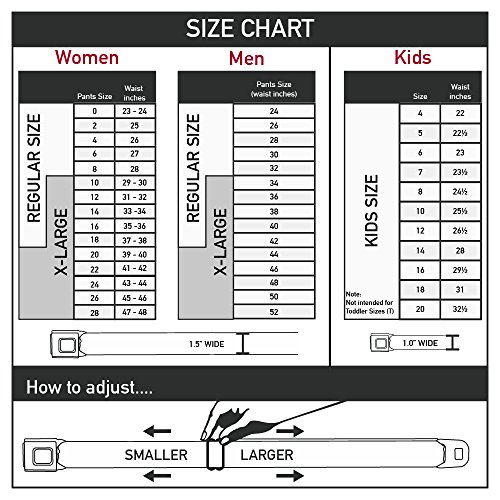 SIZE CHART
Women
Men
Kids
REGULAR SIZE
X-LARGE
Pants Size Waist inches
0 23 - 24
2 25
4 26
6 27
8 28
10 29 - 30
12 31 - 32
14 33 -34
16 35 -36
18 37 - 38
20 39 - 40
22 41 - 42
24 43 - 44
26 45 - 46
28 47 - 48
REGULAR SIZE
X-LARGE
Pants Size
(waist inches)
24
26
28
30
32
34
36
38
40
42
44
46
48
50
52
KIDS SIZE
Note:
Not intended for
Toddler Sizes (T)
Size Waist inches
4 22
5 22½
6 23
7 23½
8 24½
10 25½
12 26½
14 28
16 29½
18 31
20 32½
1.5" WIDE
1.0" WIDE
How to adjust....
SMALLER LARGER